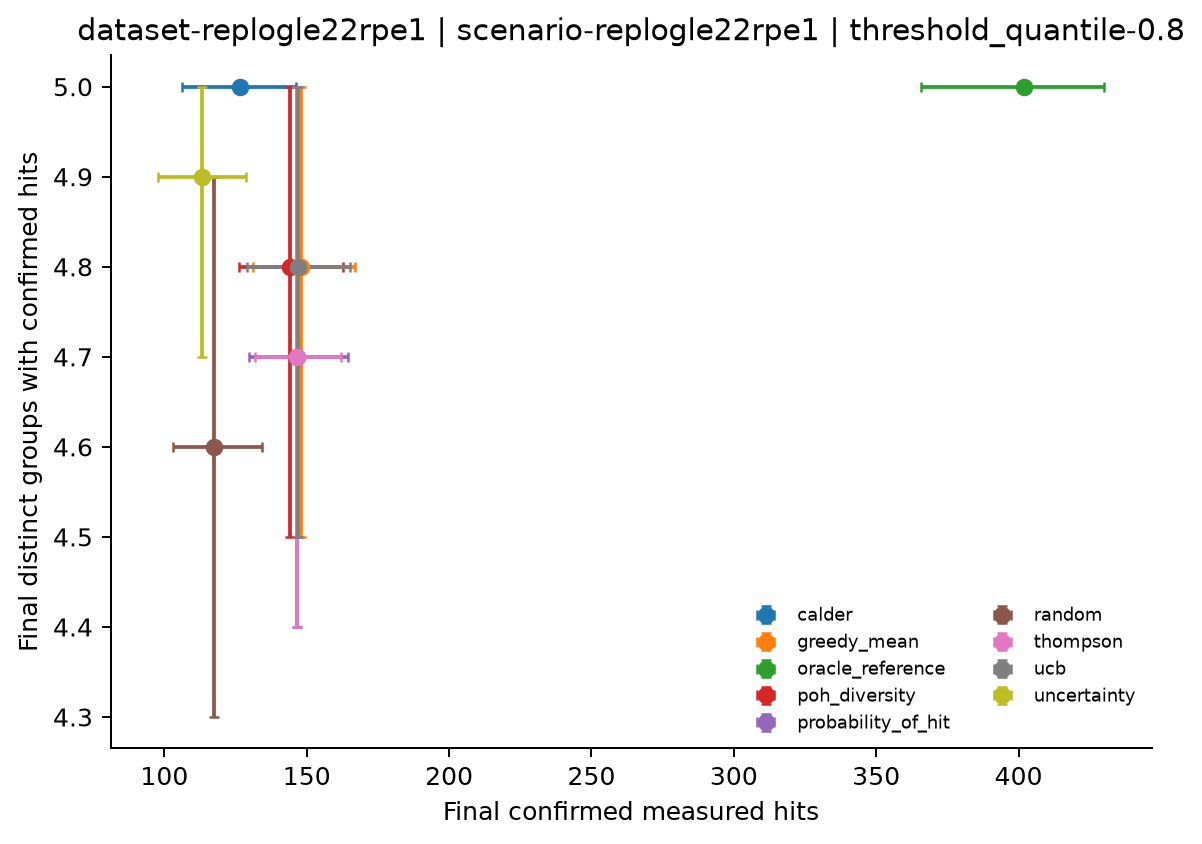 dataset-replogle22rpe1 | scenario-replogle22rpe1 | threshold_quantile-0.8
Final distinct groups with confirmed hits
5.0
4.9
4.8
4.7
4.6
4.5
4.4
4.3
calder
greedy_mean
oracle_reference
poh_diversity
probability_of_hit
random
thompson
ucb
uncertainty
100 150 200 250 300 350 400
Final confirmed measured hits